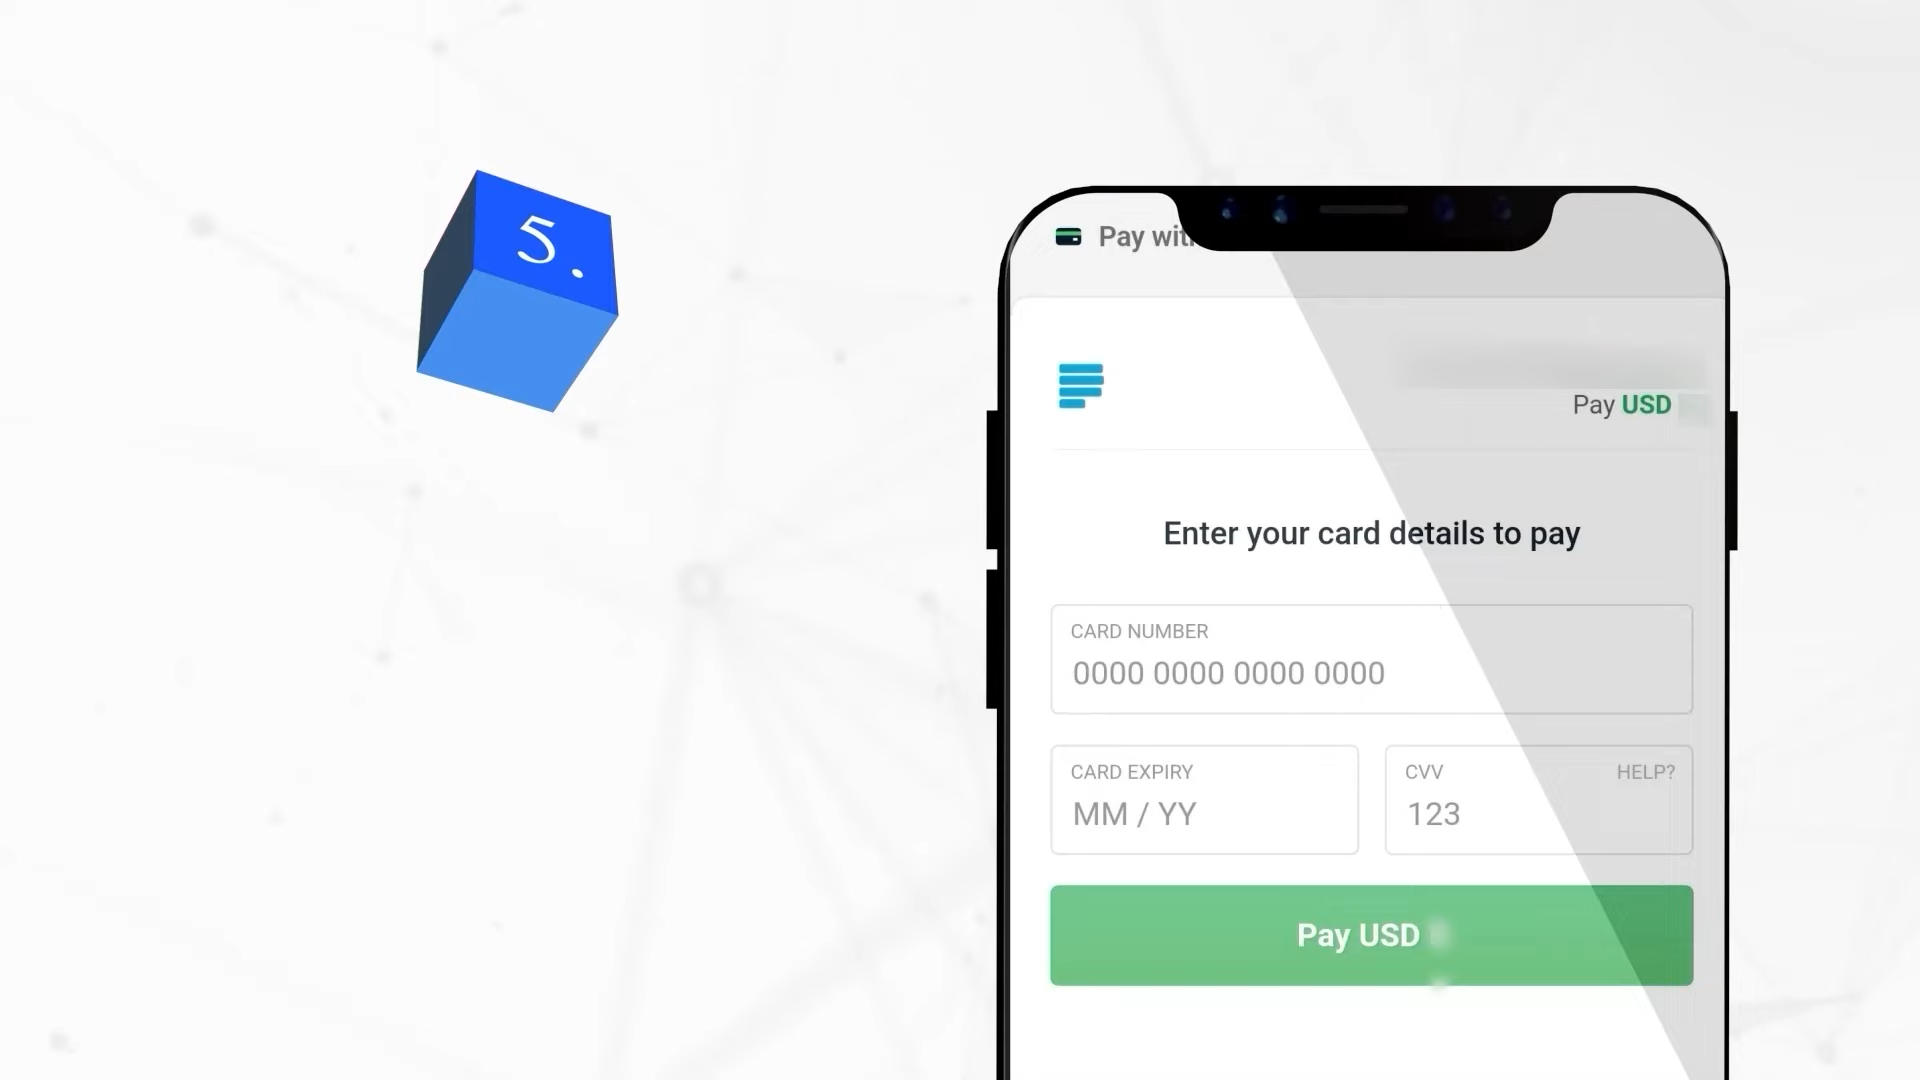 5.
Pay
Pay USD
Enter your card details to pay
CARD NUMBER
0000 0000 0000 0000
CARD EXPIRY
MM / YY
CVV
HELP?
123
Pay USD